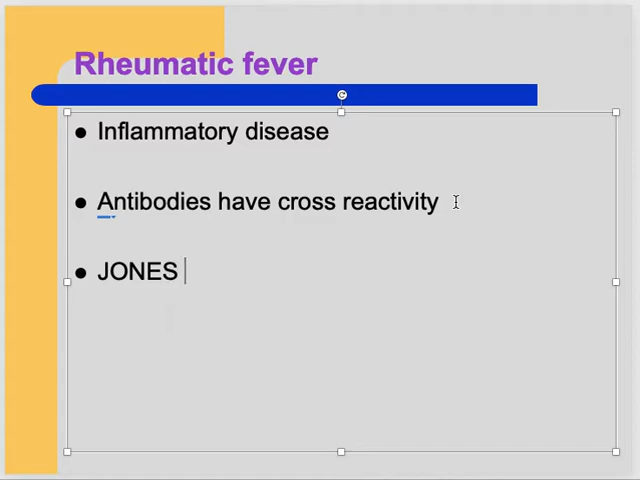 Rheumatic fever
● Inflammatory disease
● Antibodies have cross reactivity
● JONES